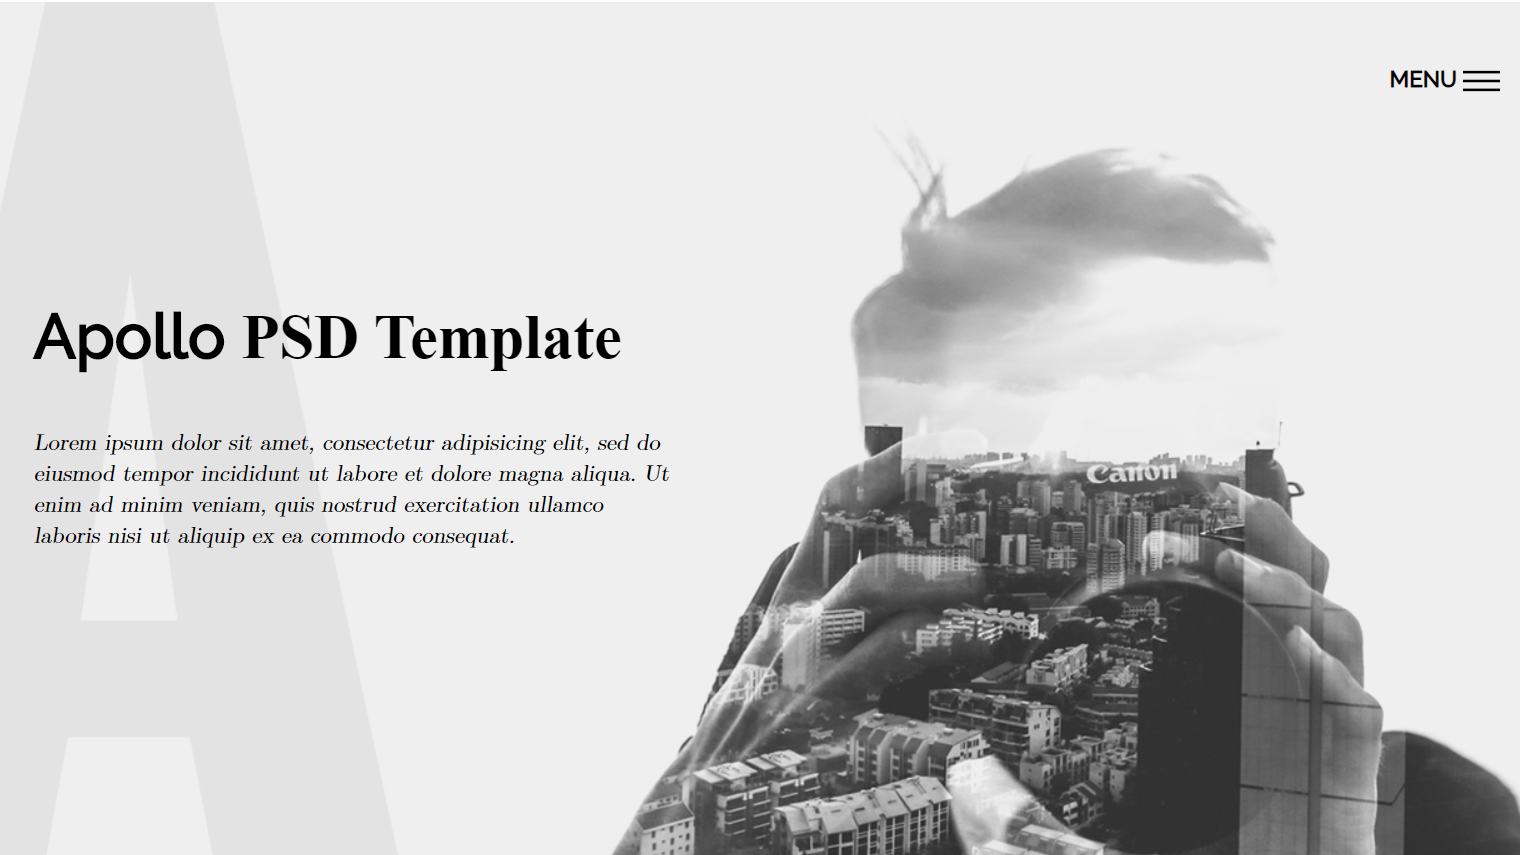 MENU
A
Apollo PSD Template
Lorem ipsum dolor sit amet, consectetur adipisicing elit, sed do
eiusmod tempor incididunt ut labore et dolore magna aliqua. Ut
enim ad minim veniam, quis nostrud exercitation ullamco
laboris nisi ut aliquip ex ea commodo consequat.
Canon